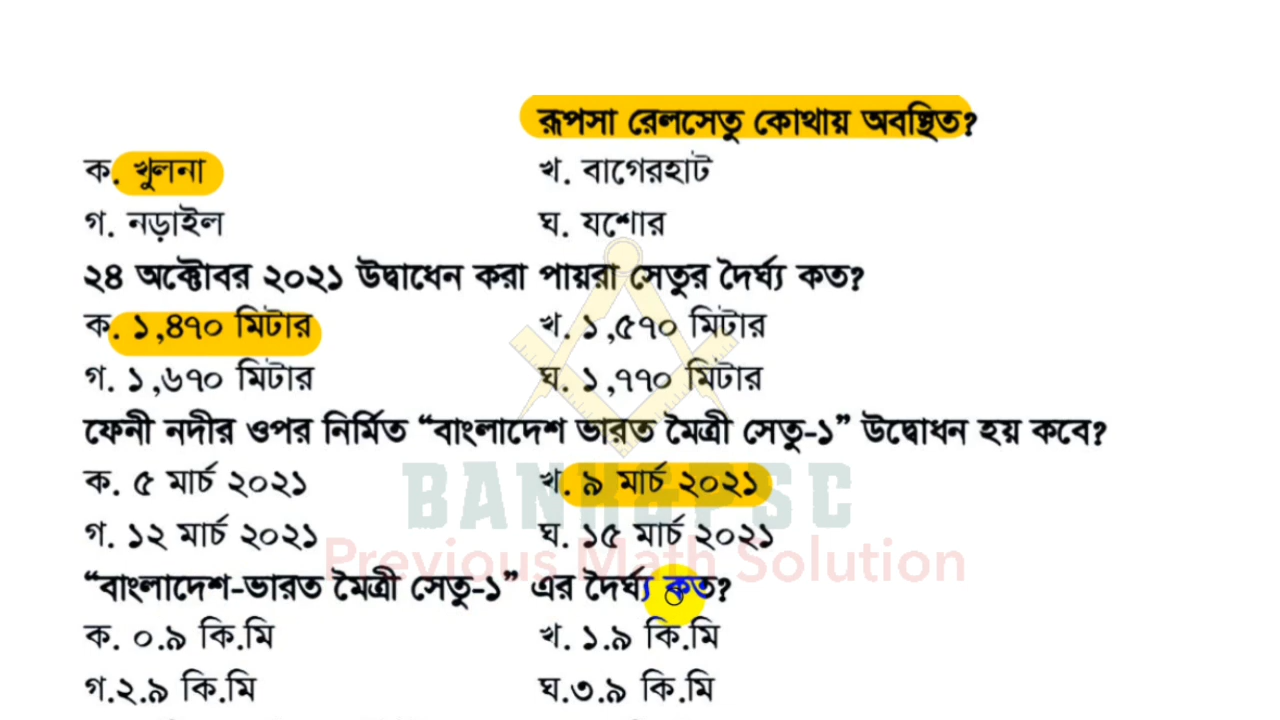 রূপসা রেলসেতু কোথায় অবস্থিত?
ক. খুলনা খ. বাগেরহাট
গ. নড়াইল ঘ. যশোর
২৪ অক্টোবর ২০২১ উদ্বাধেন করা পায়রা সেতুর দৈর্ঘ্য কত?
ক. ১,৪৭০ মিটার খ. ১,৫৭০ মিটার
গ. ১,৬৭০ মিটার ঘ. ১,৭৭০ মিটার
ফেনী নদীর ওপর নির্মিত “বাংলাদেশ ভারত মৈত্রী সেতু-১” উদ্বোধন হয় কবে?
ক. ৫ মার্চ ২০২১ খ. ৯ মার্চ ২০২১
BANK&PSC
গ. ১২ মার্চ ২০২১ ঘ. ১৫ মার্চ ২০২১
Previous Math Solution
“বাংলাদেশ-ভারত মৈত্রী সেতু-১” এর দৈর্ঘ্য কত?
ক. ০.৯ কি.মি খ. ১.৯ কি.মি
গ.২.৯ কি.মি ঘ.৩.৯ কি.মি